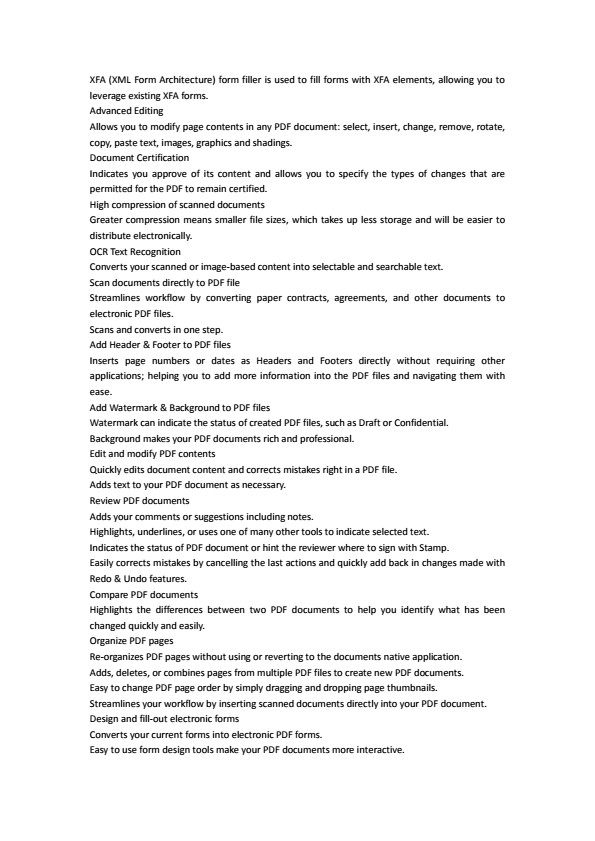 XFA (XML Form Architecture) form filler is used to fill forms with XFA elements, allowing you to
leverage existing XFA forms.
Advanced Editing
Allows you to modify page contents in any PDF document: select, insert, change, remove, rotate,
copy, paste text, images, graphics and shadings.
Document Certification
Indicates you approve of its content and allows you to specify the types of changes that are
permitted for the PDF to remain certified.
High compression of scanned documents
Greater compression means smaller file sizes, which takes up less storage and will be easier to
distribute electronically.
OCR Text Recognition
Converts your scanned or image-based content into selectable and searchable text.
Scan documents directly to PDF file
Streamlines workflow by converting paper contracts, agreements, and other documents to
electronic PDF files.
Scans and converts in one step.
Add Header & Footer to PDF files
Inserts page numbers or dates as Headers and Footers directly without requiring other
applications; helping you to add more information into the PDF files and navigating them with
ease.
Add Watermark & Background to PDF files
Watermark can indicate the status of created PDF files, such as Draft or Confidential.
Background makes your PDF documents rich and professional.
Edit and modify PDF contents
Quickly edits document content and corrects mistakes right in a PDF file.
Adds text to your PDF document as necessary.
Review PDF documents
Adds your comments or suggestions including notes.
Highlights, underlines, or uses one of many other tools to indicate selected text.
Indicates the status of PDF document or hint the reviewer where to sign with Stamp.
Easily corrects mistakes by cancelling the last actions and quickly add back in changes made with
Redo & Undo features.
Compare PDF documents
Highlights the differences between two PDF documents to help you identify what has been
changed quickly and easily.
Organize PDF pages
Re-organizes PDF pages without using or reverting to the documents native application.
Adds, deletes, or combines pages from multiple PDF files to create new PDF documents.
Easy to change PDF page order by simply dragging and dropping page thumbnails.
Streamlines your workflow by inserting scanned documents directly into your PDF document.
Design and fill-out electronic forms
Converts your current forms into electronic PDF forms.
Easy to use form design tools make your PDF documents more interactive.